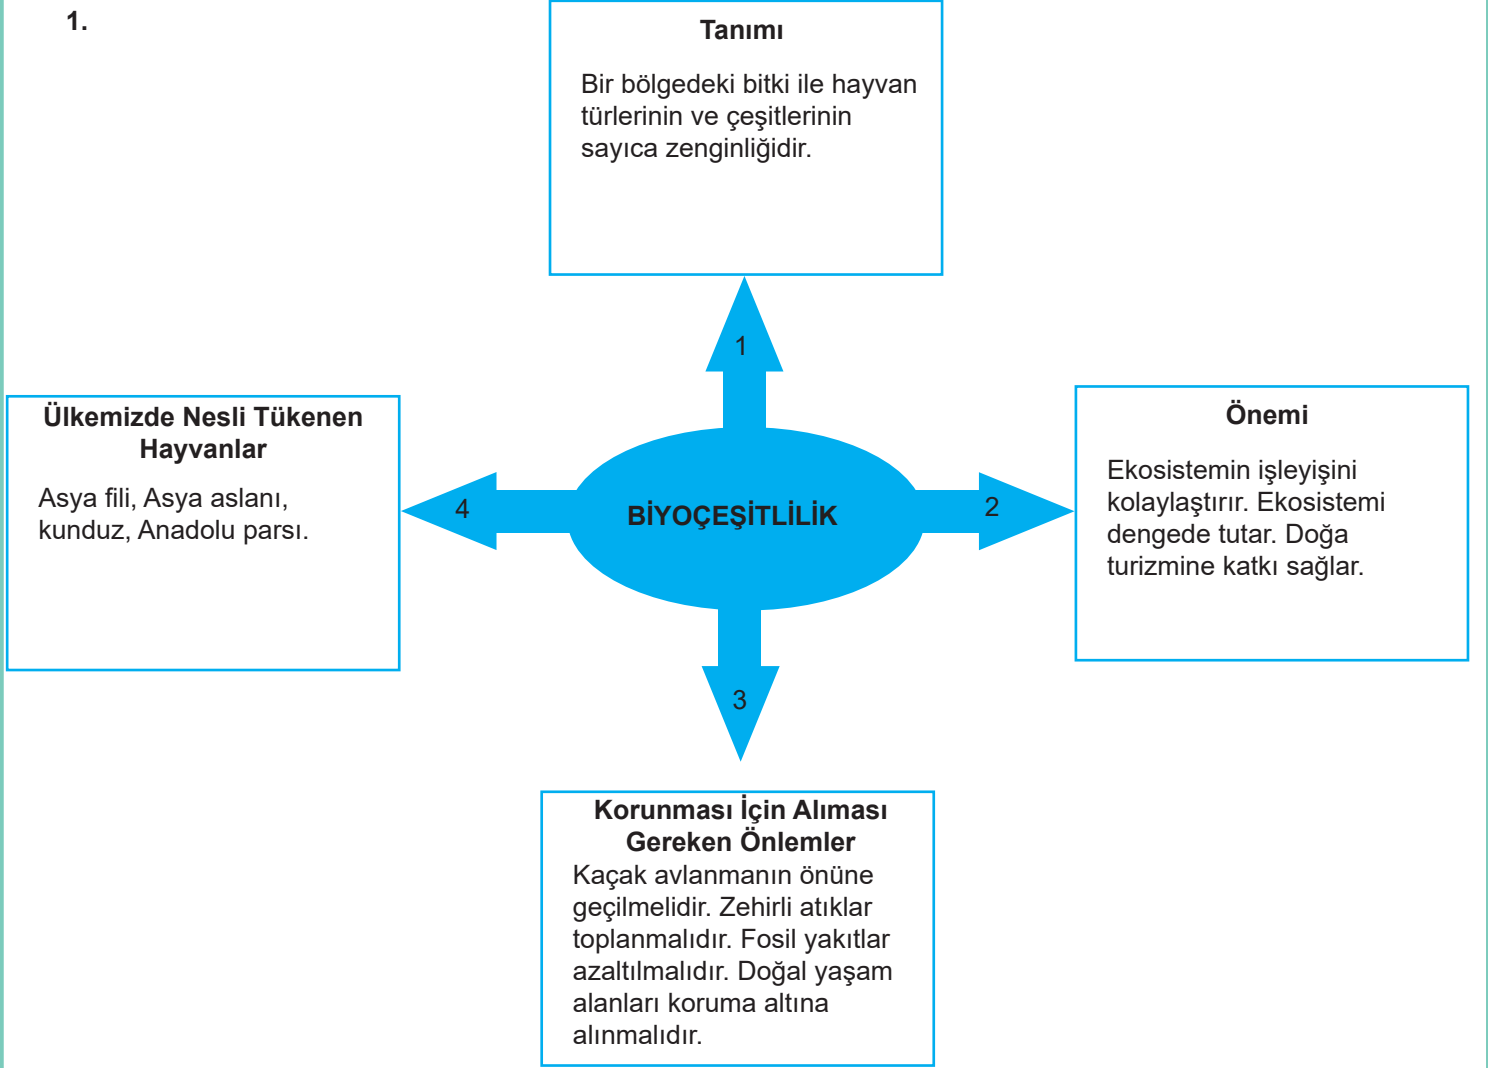 1.
Tanımı
Bir bölgedeki bitki ile hayvan
türlerinin ve çeşitlerinin
sayıca zenginliğidir.
1
Ülkemizde Nesli Tükenen
Hayvanlar
Asya fili, Asya aslanı,
kunduz, Anadolu parsı.
4
BİYOÇEŞİTLİLİK
2
Önemi
Ekosistemin işleyişini
kolaylaştırır. Ekosistemi
dengede tutar. Doğa
turizmine katkı sağlar.
3
Korunması İçin Alıması
Gereken Önlemler
Kaçak avlanmanın önüne
geçilmelidir. Zehirli atıklar
toplanmalıdır. Fosil yakıtlar
azaltılmalıdır. Doğal yaşam
alanları koruma altına
alınmalıdır.